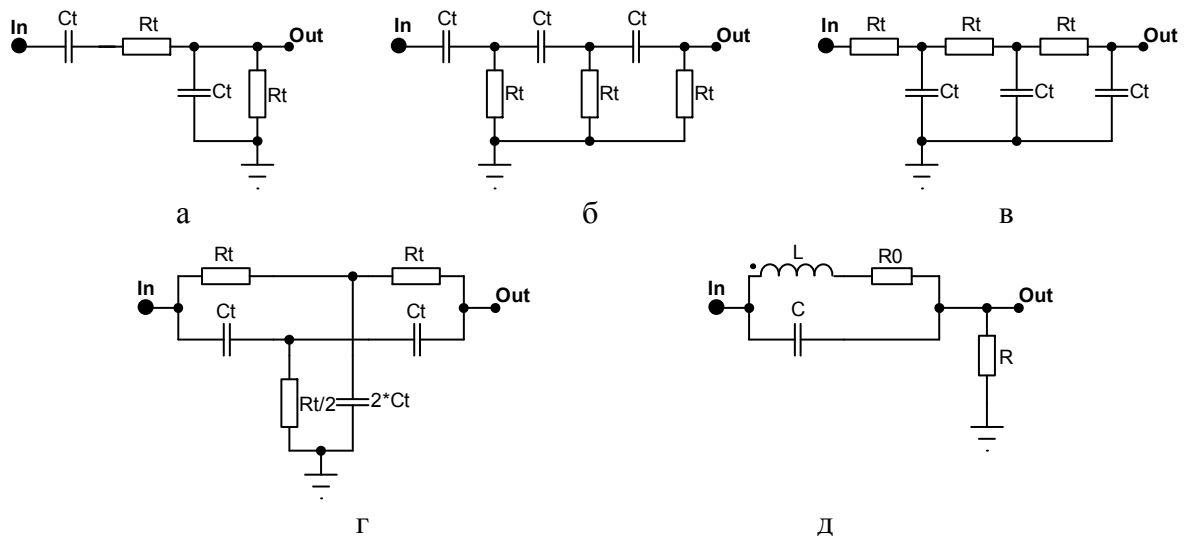 In Ct Rt Out
Ct Rt
а
In Ct Ct Ct Out
Rt Rt Rt
б
In Rt Rt Rt Out
Ct Ct Ct
в
Rt Rt
In Ct Ct Out
Rt/2 2*Ct
г
L R0
In C Out
R
д